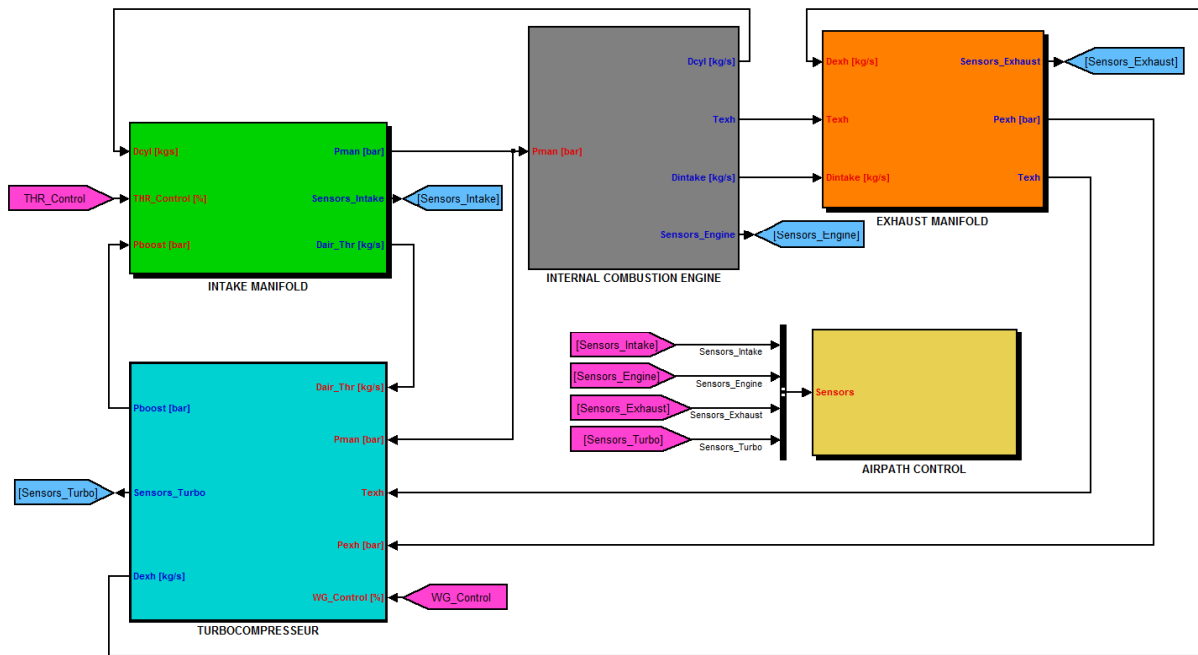 Dcyl [kg/s]
Texh
Dintake [kg/s]
Sensors_Engine
Pman [bar]
[Sensors_Engine]
INTERNAL COMBUSTION ENGINE
Dexh [kg/s]
Texh
Dintake [kg/s]
Sensors_Exhaust
Pexh [bar]
Texh
[Sensors_Exhaust]
EXHAUST MANIFOLD
THR_Control
Dcyl [kgs]
THR_Control [%]
Pboost [bar]
Pman [bar]
Sensors_Intake
Dair_Thr [kg/s]
[Sensors_Intake]
INTAKE MANIFOLD
Pboost [bar]
Sensors_Turbo
Dexh [kg/s]
[Sensors_Turbo]
Dair_Thr [kg/s]
Pman [bar]
Texh
Pexh [bar]
WG_Control [%]
WG_Control
TURBOCOMPRESSEUR
[Sensors_Intake]
Sensors_Intake
[Sensors_Engine]
Sensors_Engine
[Sensors_Exhaust]
Sensors_Exhaust
[Sensors_Turbo]
Sensors_Turbo
Sensors
AIRPATH CONTROL